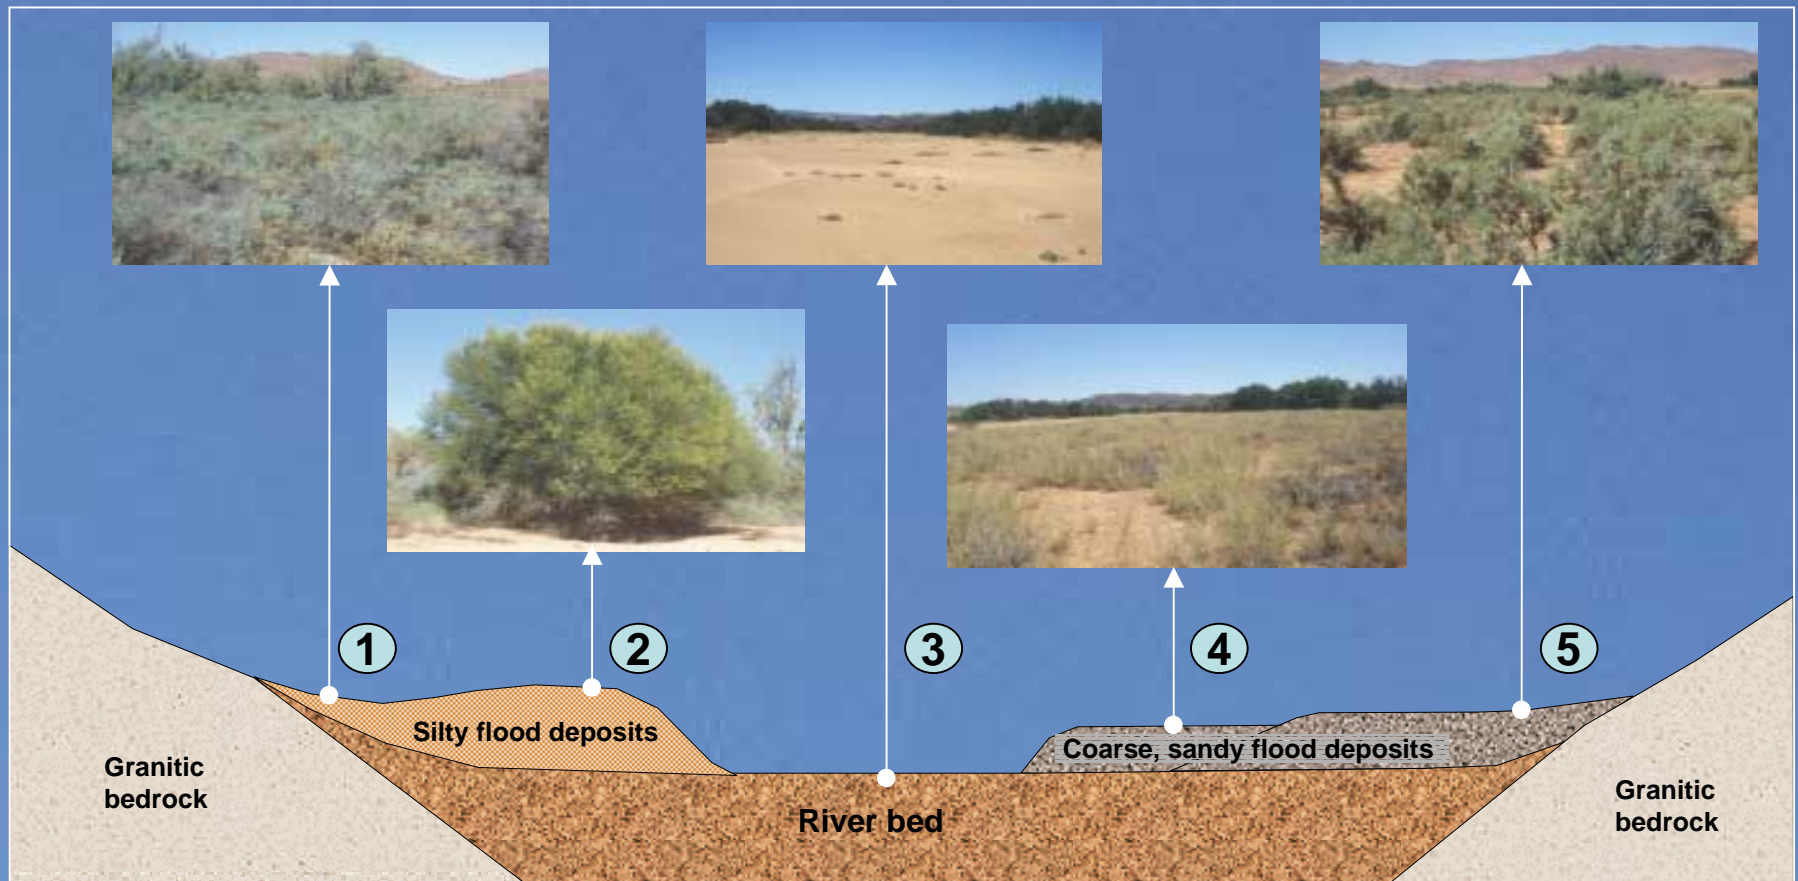 1
2
3
4
5
Silty flood deposits
Coarse, sandy flood deposits
Granitic
bedrock
River bed
Granitic
bedrock